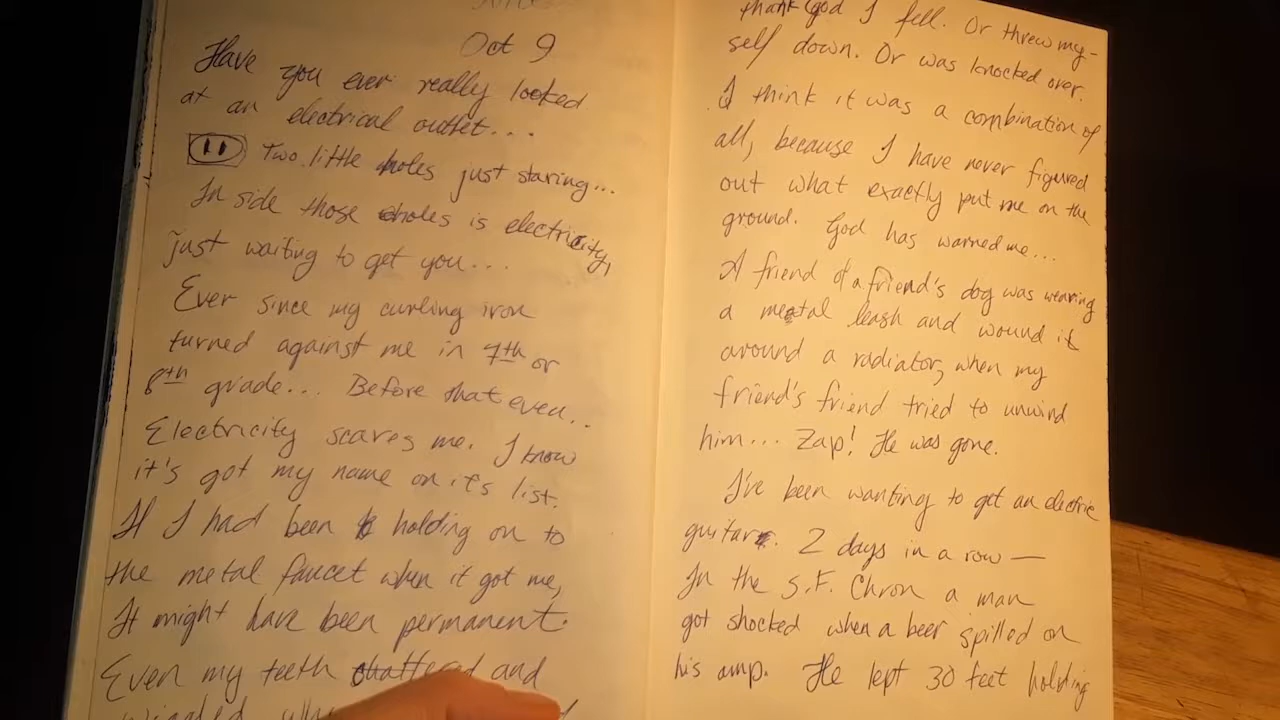 Oct 9
Have you ever really looked
at an electrical outlet...
Two little holes just staring...
In side those holes is electricity,
just waiting to get you...
Ever since my curling iron
turned against me in 7th or
8th grade... Before that even..
Electricity scares me. I know
it's got my name on it's list.
If I had been holding on to
the metal faucet when it got me,
It might have been permanent.
Even my teeth chattered and
thank God I fell. Or threw my-
self down. Or was knocked over.
I think it was a combination of
all, because I have never figured
out what exactly put me on the
ground. God has warned me...
A friend of a friend's dog was wearing
a metal leash and wound it
around a radiator, when my
friend's friend tried to unwind
him... Zap! He was gone.
I've been wanting to get an electric
guitar. 2 days in a row—
In the S.F. Chron a man
got shocked when a beer spilled on
his amp. He lept 30 feet holding